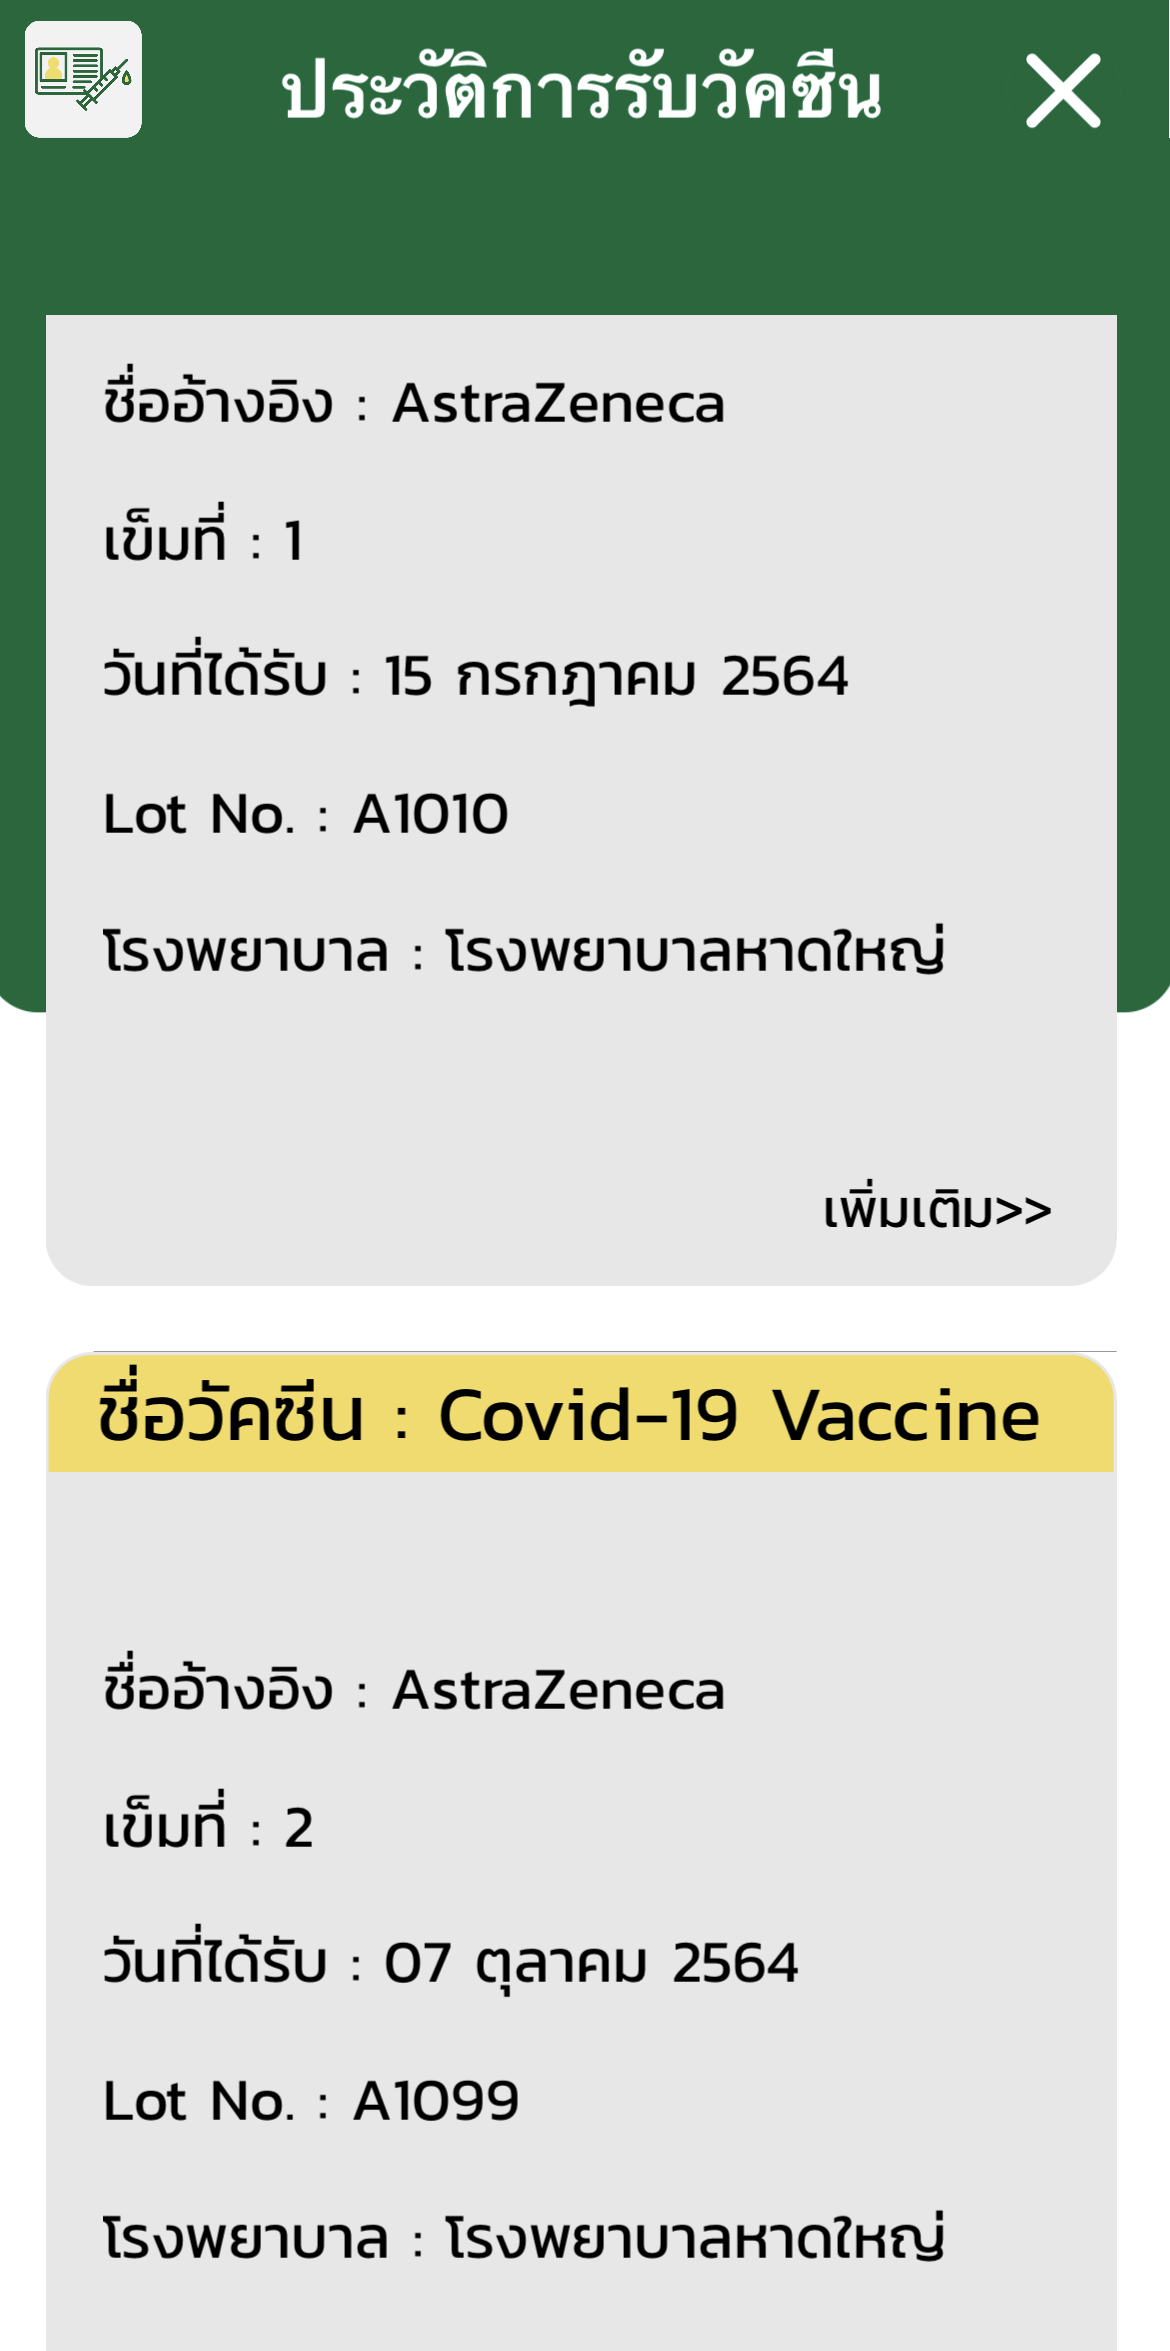 ประวัติการรับวัคซีน
ชื่ออ้างอิง : AstraZeneca
เข็มที่ : 1
วันที่ได้รับ : 15 กรกฎาคม 2564
Lot No. : A1010
โรงพยาบาล : โรงพยาบาลหาดใหญ่
เพิ่มเติม>>
ชื่อวัคซีน : Covid-19 Vaccine
ชื่ออ้างอิง : AstraZeneca
เข็มที่ : 2
วันที่ได้รับ : 07 ตุลาคม 2564
Lot No. : A1099
โรงพยาบาล : โรงพยาบาลหาดใหญ่